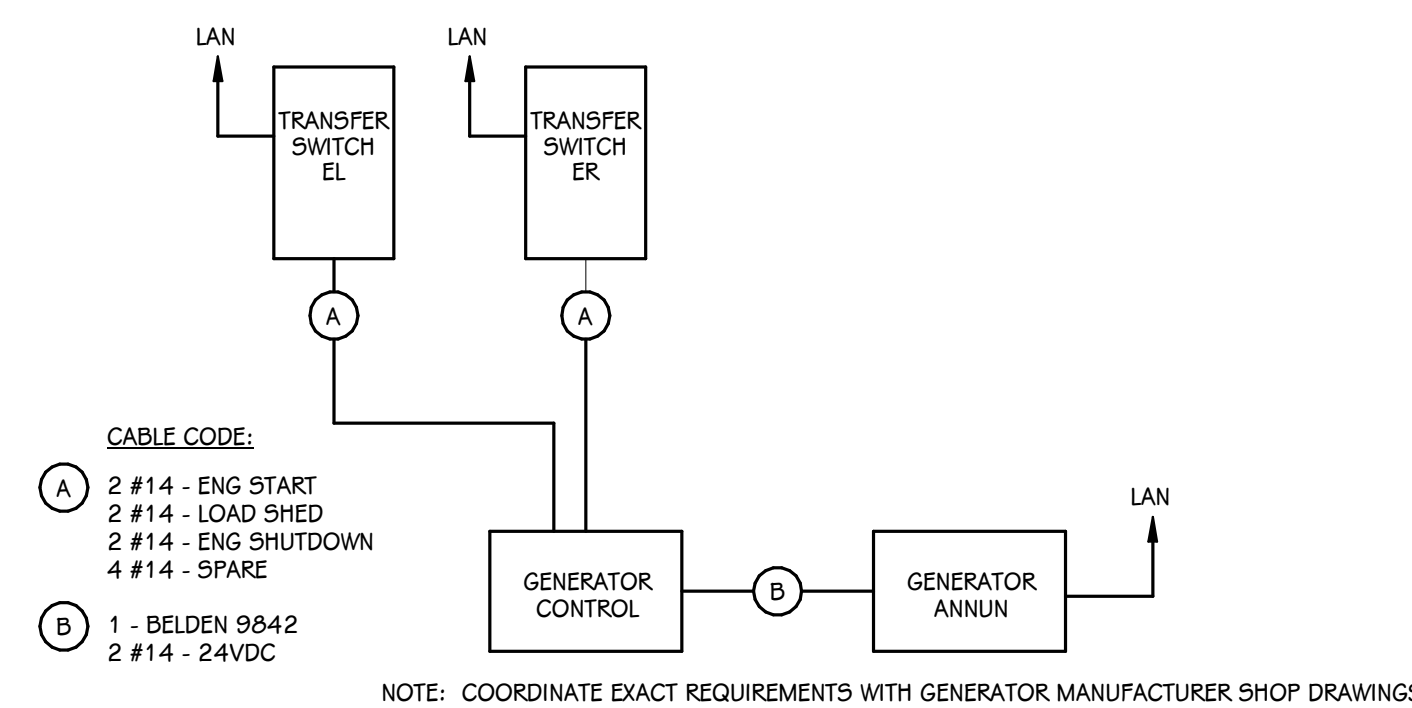 LAN
LAN
TRANSFER
SWITCH
EL
TRANSFER
SWITCH
ER
A
A
CABLE CODE:
A
2 #14 - ENG START
2 #14 - LOAD SHED
2 #14 - ENG SHUTDOWN
4 #14 - SPARE
B
1 - BELDEN 9842
2 #14 - 24VDC
GENERATOR
CONTROL
B
GENERATOR
ANNUN
LAN
NOTE: COORDINATE EXACT REQUIREMENTS WITH GENERATOR MANUFACTURER SHOP DRAWINGS